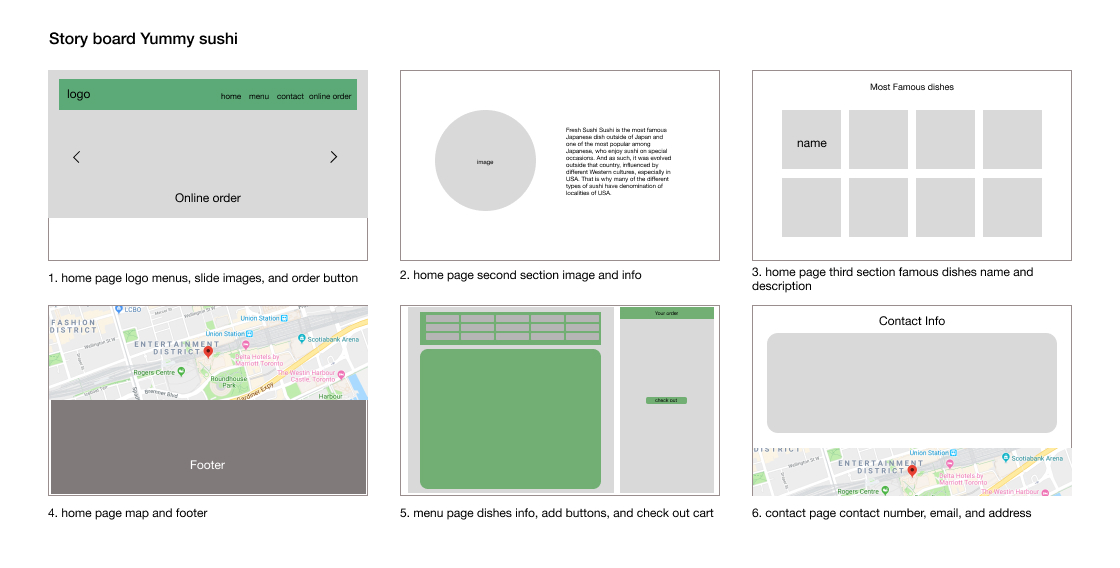 Story board Yummy sushi
logo
home menu contact online order
Online order
1. home page logo menus, slide images, and order button
image
Fresh Sushi Sushi is the most famous
Japanese dish outside of Japan and
one of the most popular among
Japanese, who enjoy sushi on special
occasions. And as such, it was evolved
outside that country, influenced by
different Western cultures, especially in
USA. That is why many of the different
types of sushi have denomination of
localities of USA.
2. home page second section image and info
Most Famous dishes
name
3. home page third section famous dishes name and
description
LCBO
Wellington St W
Union Station
FASHION
DISTRICT
Union Station
Scotiabank Arena
ENTERTAINMENT
DISTRICT
Delta Hotels by
Marriott Toronto
Rogers Centre
Roundhouse
Park
The Westin Harbour
Castle, Toronto
Bremner Blvd
Gardiner Expy
Harbour
Footer
4. home page map and footer
Your order
check out
5. menu page dishes info, add buttons, and check out cart
Contact Info
DISTRICT
Wellington St W
Union Station
Scotiabank Arena
ENTERTAINMENT
DISTRICT
Delta Hotels by
Marriott Toronto
Rogers Centre
The Westin Harbour
6. contact page contact number, email, and address